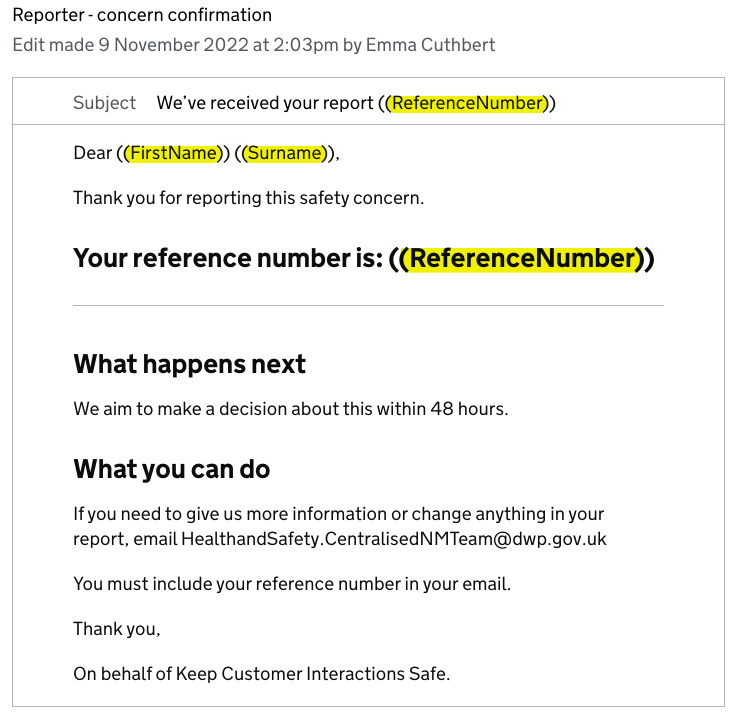 Reporter - concern confirmation
Edit made 9 November 2022 at 2:03pm by Emma Cuthbert
Subject We’ve received your report ((ReferenceNumber))
Dear ((FirstName)) ((Surname)),
Thank you for reporting this safety concern.
Your reference number is: ((ReferenceNumber))
What happens next
We aim to make a decision about this within 48 hours.
What you can do
If you need to give us more information or change anything in your
report, email HealthandSafety.CentralisedNMTeam@dwp.gov.uk
You must include your reference number in your email.
Thank you,
On behalf of Keep Customer Interactions Safe.